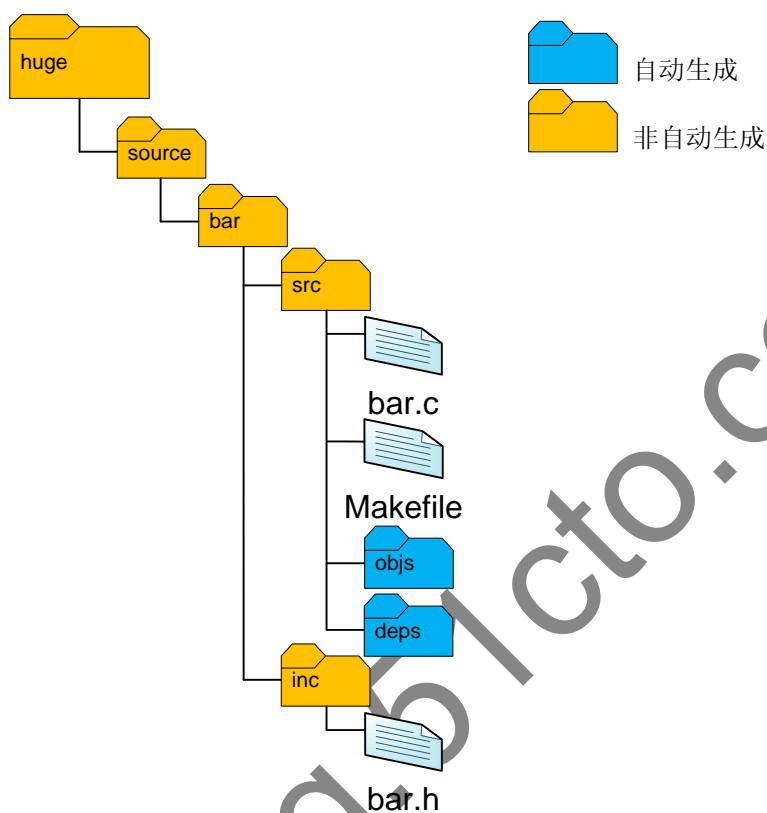 huge
自动生成
非自动生成
source
bar
src
bar.c
Makefile
objs
deps
inc
bar.h